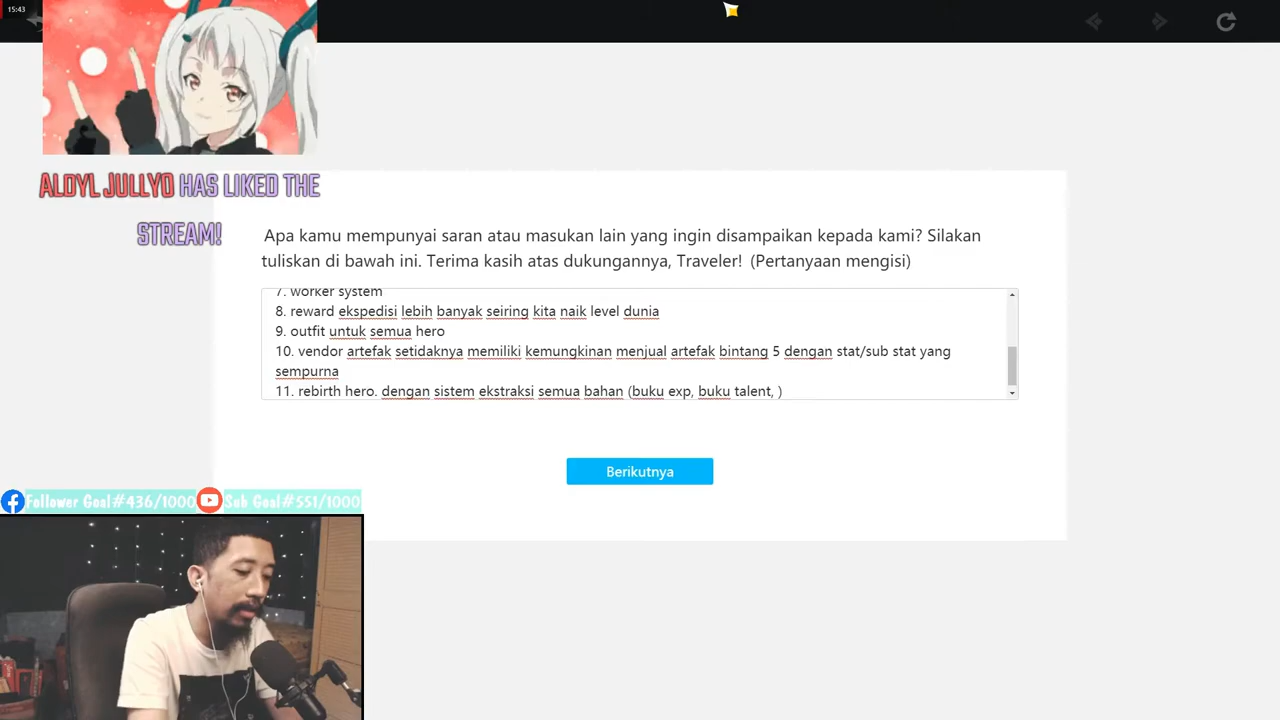 15:43
ALDYL JULLYO HAS LIKED THE
STREAM!
Apa kamu mempunyai saran atau masukan lain yang ingin disampaikan kepada kami? Silakan
tuliskan di bawah ini. Terima kasih atas dukungannya, Traveler! (Pertanyaan mengisi)
7. worker system
8. reward ekspedisi lebih banyak seiring kita naik level dunia
9. outfit untuk semua hero
10. vendor artefak setidaknya memiliki kemungkinan menjual artefak bintang 5 dengan stat/sub stat yang
sempurna
11. rebirth hero. dengan sistem ekstraksi semua bahan (buku exp, buku talent, )
Berikutnya
Follower Goal#436/1000 Sub Goal#551/1000